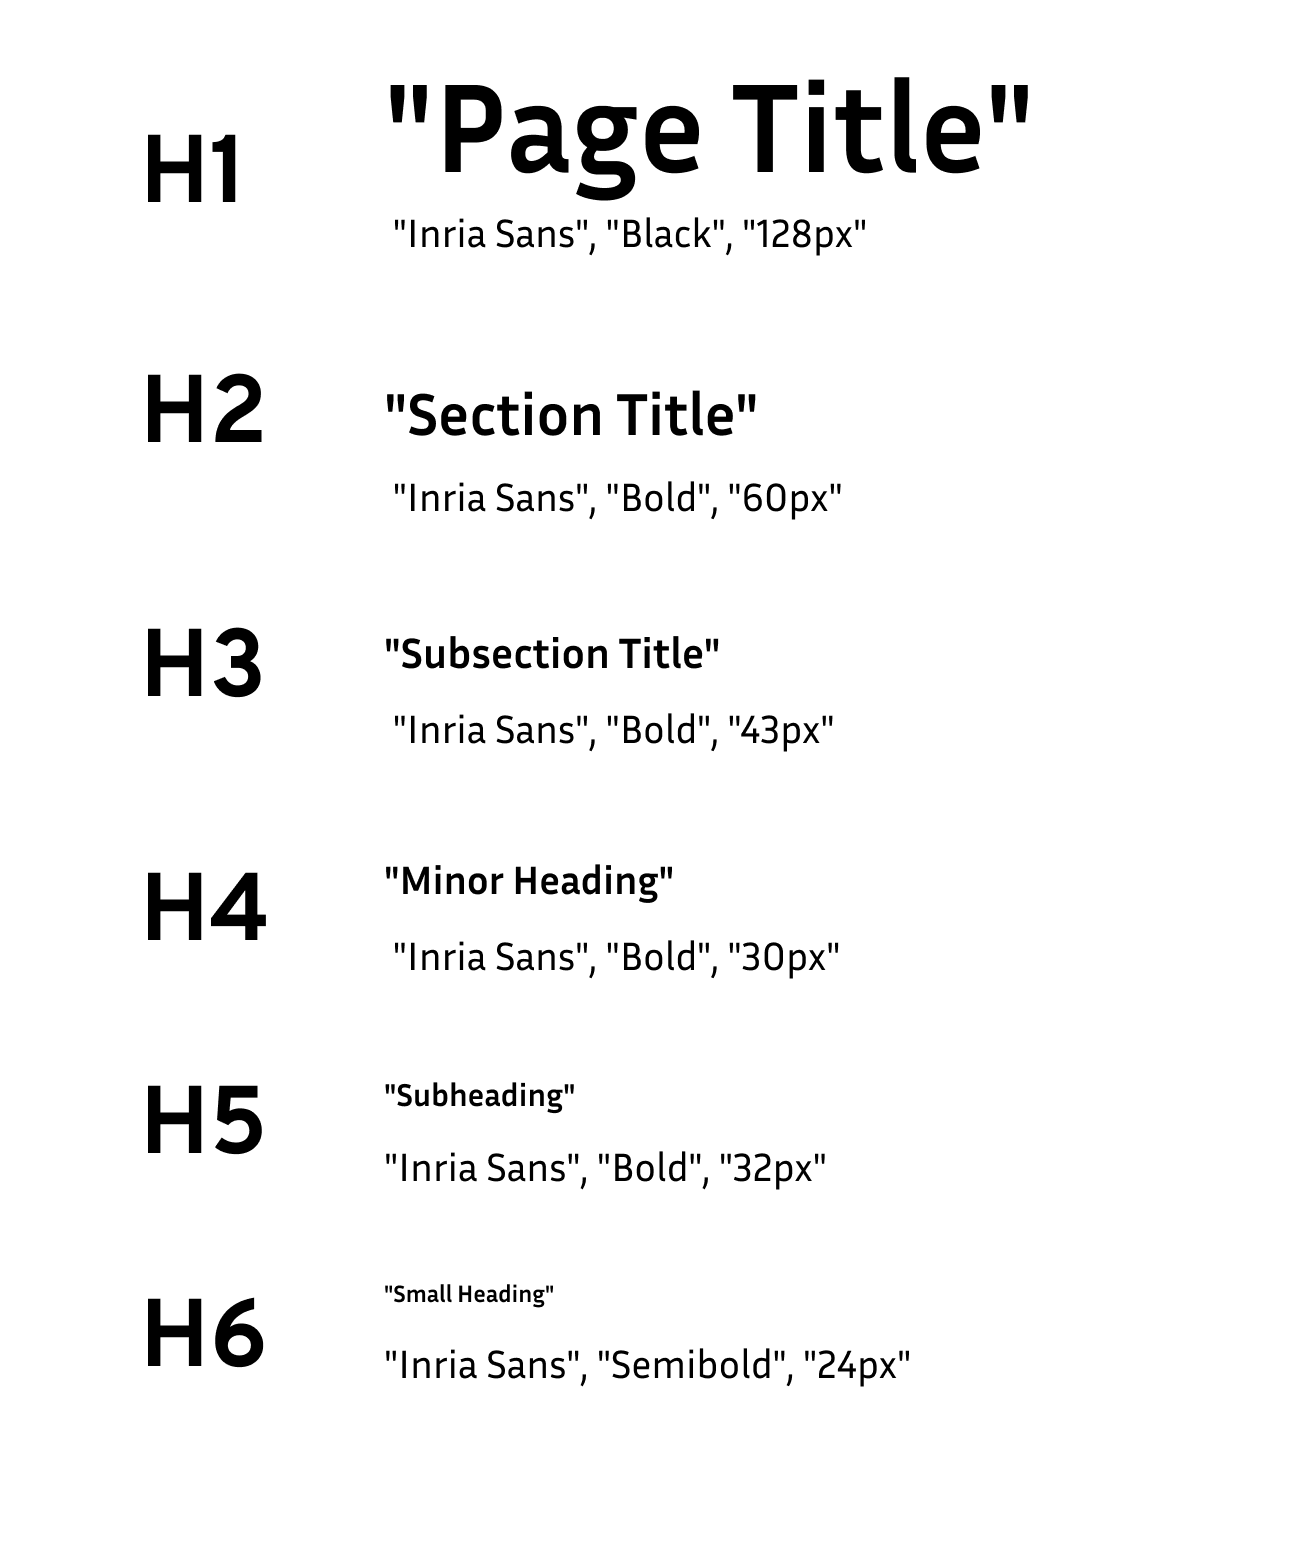 H1
"Page Title"
"Inria Sans", "Black", "128px"
H2
"Section Title"
"Inria Sans", "Bold", "60px"
H3
"Subsection Title"
"Inria Sans", "Bold", "43px"
H4
"Minor Heading"
"Inria Sans", "Bold", "30px"
H5
"Subheading"
"Inria Sans", "Bold", "32px"
H6
"Small Heading"
"Inria Sans", "Semibold", "24px"